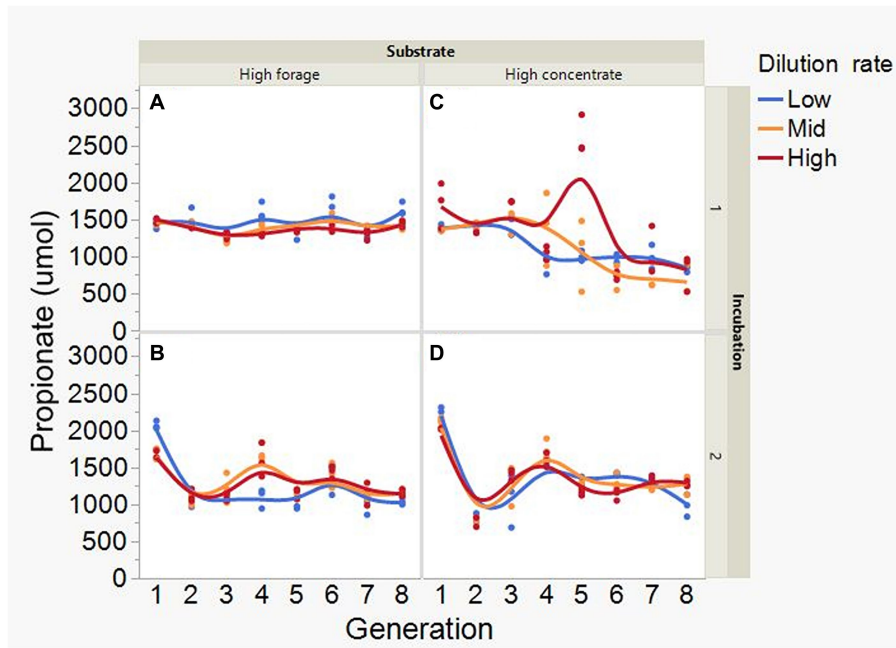 Substrate
High forage
High concentrate
Dilution rate
Low
Mid
High
A
C
3000
2500
2000
1500
1000
500
0
1
B
D
3000
2500
2000
1500
1000
500
0
2
Propionate (umol)
Incubation
1 2 3 4 5 6 7 8
1 2 3 4 5 6 7 8
Generation